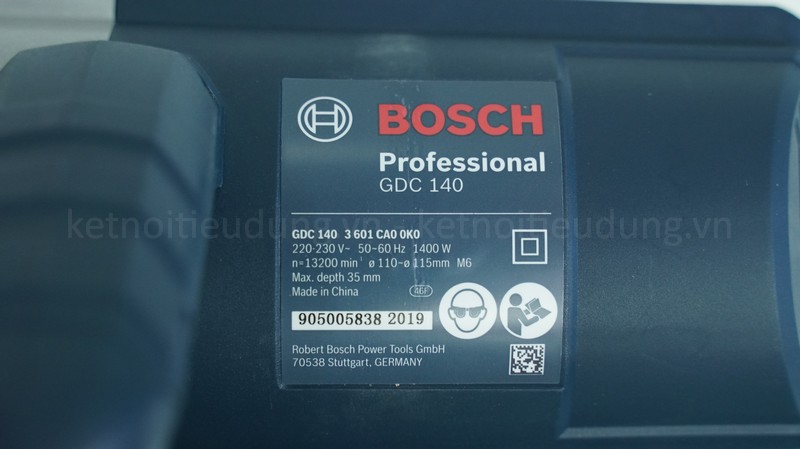 BOSCH
Professional
GDC 140
ketnoitieudung.vn ketnoitieudung.vn
GDC 140 3 601 CA0 0K0
220-230 V~ 50-60 Hz 1400 W
n=13200 min⁻¹ ø 110-ø 115mm M6
Max. depth 35 mm
Made in China
905005838 2019
Robert Bosch Power Tools GmbH
70538 Stuttgart, GERMANY